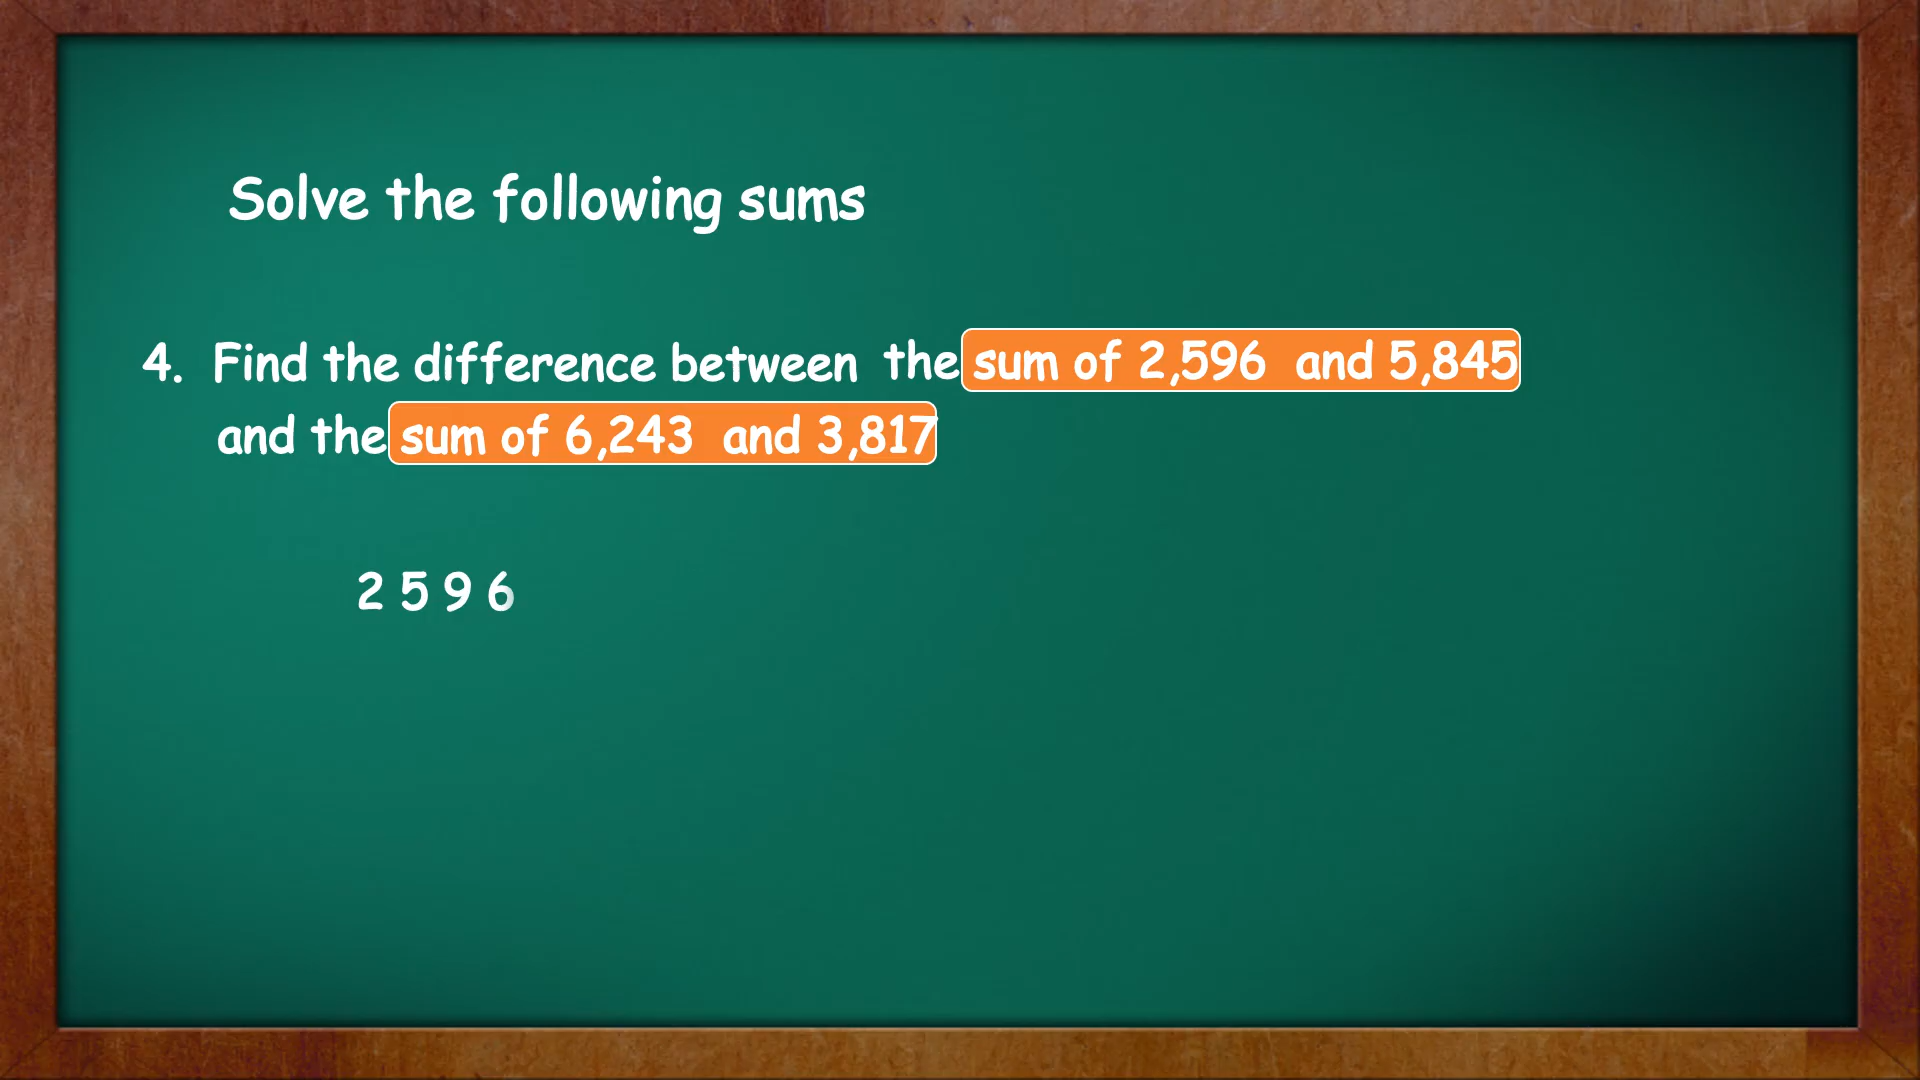 Solve the following sums
4. Find the difference between the sum of 2,596 and 5,845
and the sum of 6,243 and 3,817
2 5 9 6